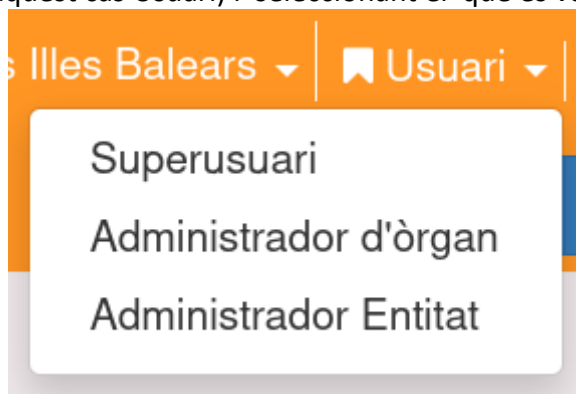 Illes Balears Usuari
Superusuari
Administrador d'òrgan
Administrador Entitat